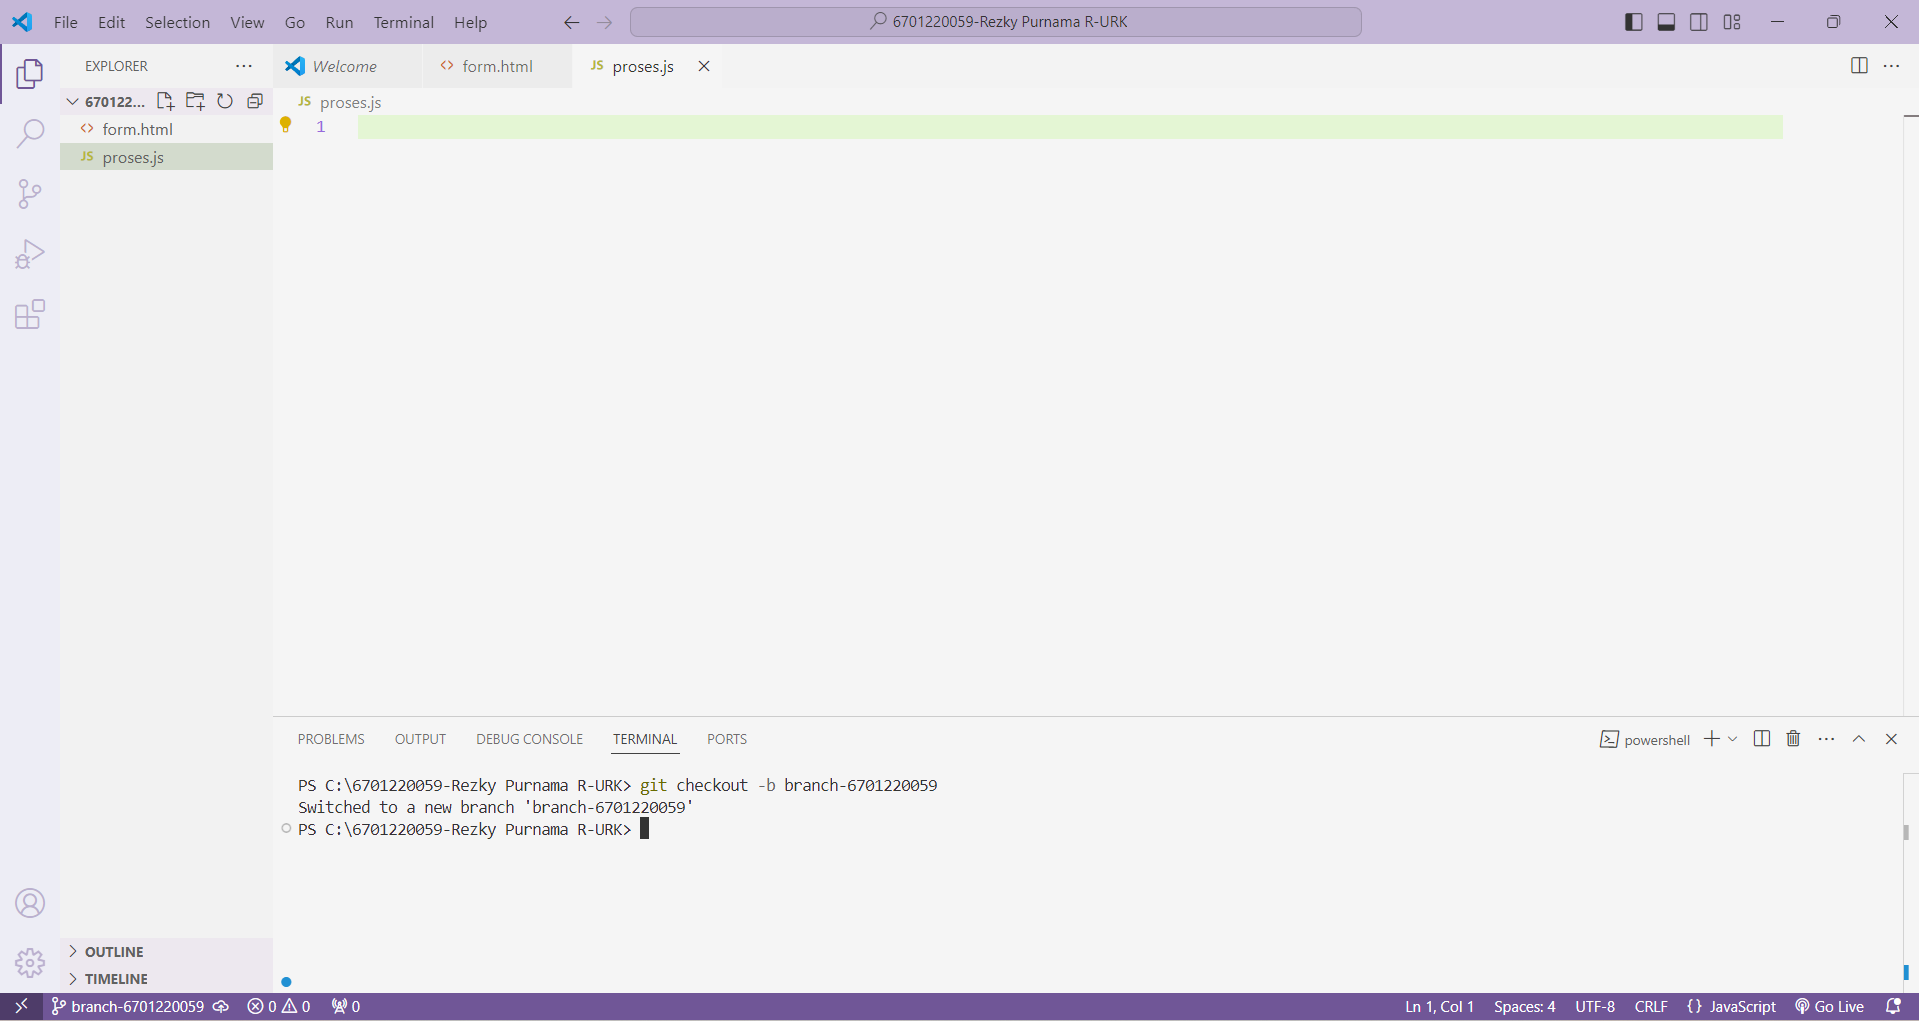 File Edit Selection View Go Run Terminal Help
6701220059-Rezky Purnama R-URK
EXPLORER
Welcome
form.html
JS proses.js
670122...
form.html
JS proses.js
JS proses.js
1
PROBLEMS OUTPUT DEBUG CONSOLE TERMINAL PORTS
powershell
PS C:\6701220059-Rezky Purnama R-URK> git checkout -b branch-6701220059
Switched to a new branch 'branch-6701220059'
PS C:\6701220059-Rezky Purnama R-URK>
OUTLINE
TIMELINE
branch-6701220059 0 0 0 Ln 1, Col 1 Spaces: 4 UTF-8 CRLF {} JavaScript Go Live